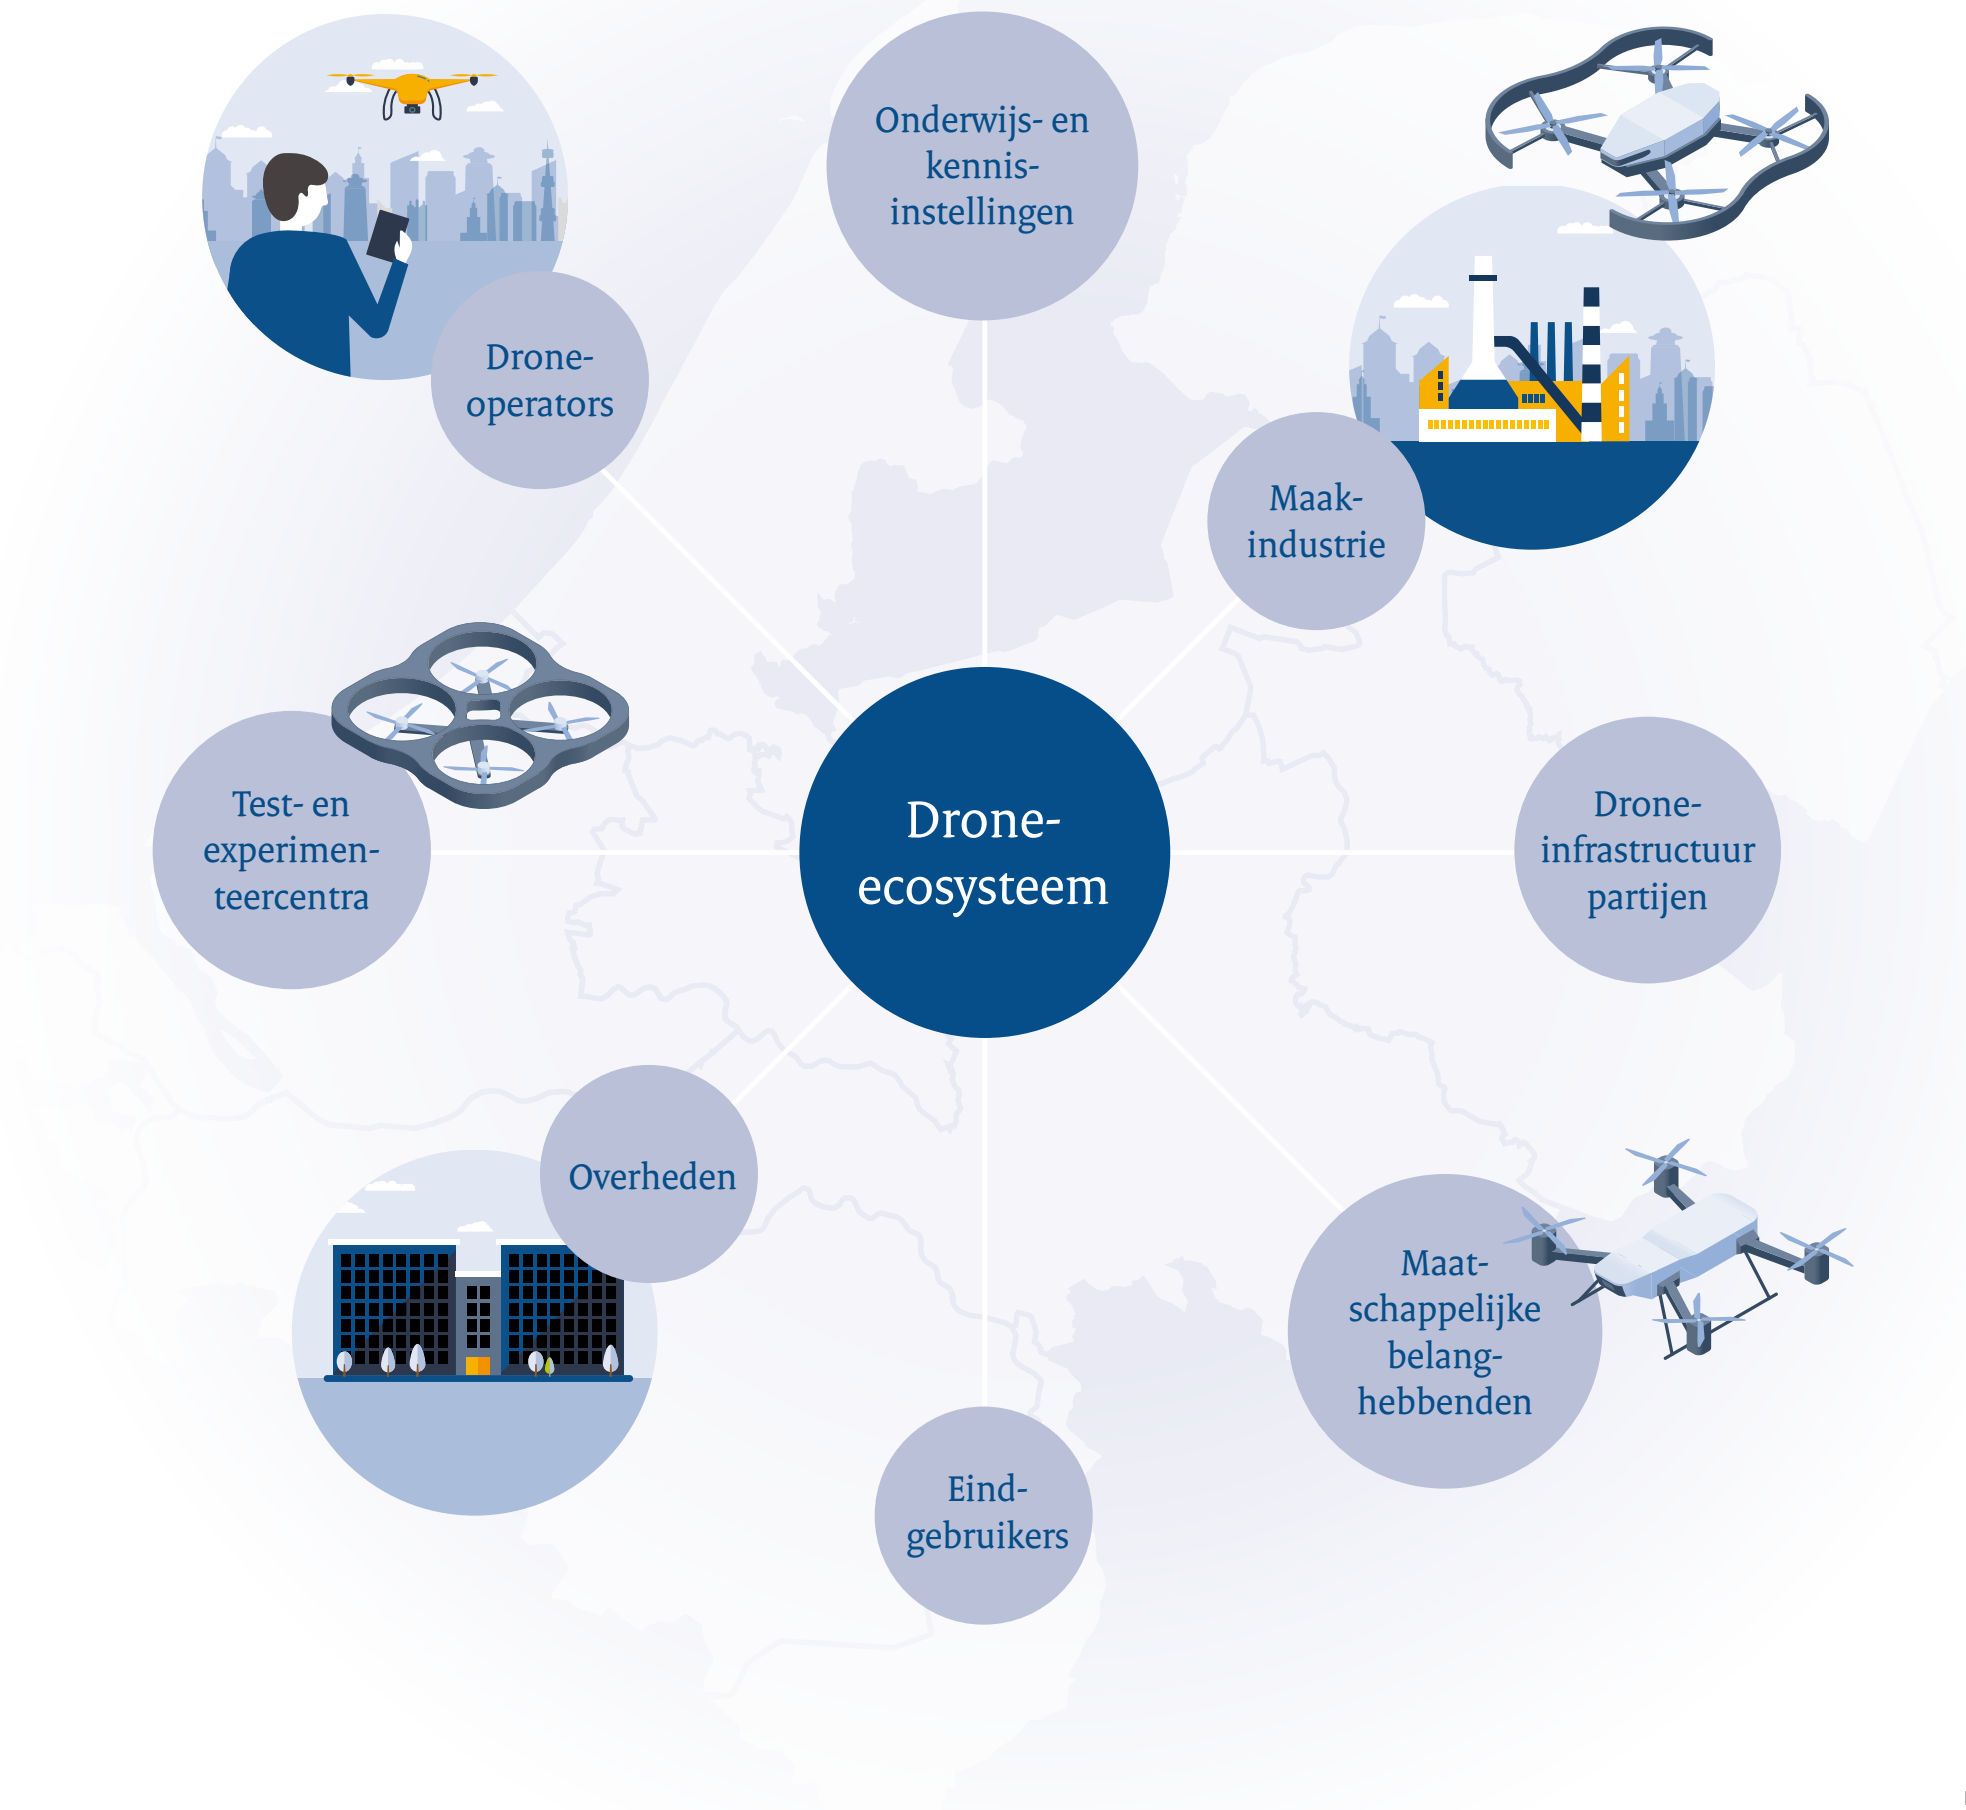 Onderwijs- en
kennis-
instellingen
Drone-
operators
Maak-
industrie
Test- en
experimen-
teercentra
Drone-
ecosysteem
Drone-
infrastructuur
partijen
Overheden
Maat-
schappelijke
belang-
hebbenden
Eind-
gebruikers